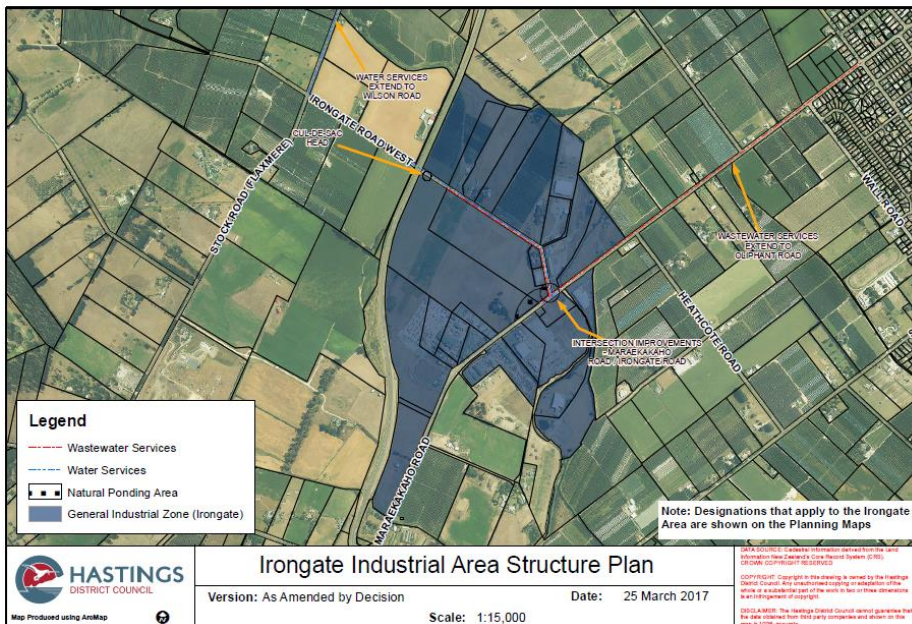 WATER SERVICES
EXTEND TO
WILSON ROAD
IRONGATE ROAD WEST
CUL-DE-SAC
HEAD
STOCK ROAD (FLAXMERE)
WALL ROAD
WASTEWATER SERVICES
EXTEND TO
OLIPHANT ROAD
HEATHCOTE ROAD
INTERSECTION IMPROVEMENTS
- MARAEKAKAHO
ROAD / IRONGATE ROAD
MARAEKAKAHO ROAD
Legend
Wastewater Services
Water Services
Natural Ponding Area
General Industrial Zone (Irongate)
Note: Designations that apply to the Irongate
Area are shown on the Planning Maps
HASTINGS
DISTRICT COUNCIL
Map Produced using ArcMap
Irongate Industrial Area Structure Plan
Version: As Amended by Decision
Date: 25 March 2017
Scale: 1:15,000
DATA SOURCE: Cadastral information derived from the Land
Information New Zealand's Core Record System (CRS).
CROWN COPYRIGHT RESERVED
COPYRIGHT: Copyright in this drawing is owned by the Hastings
District Council. Any unauthorised copying or adaptation of the
whole or a substantial part of the work in two or three dimensions
is an infringement of copyright.
DISCLAIMER: The Hastings District Council cannot guarantee that
the data obtained from third party companies and shown on this